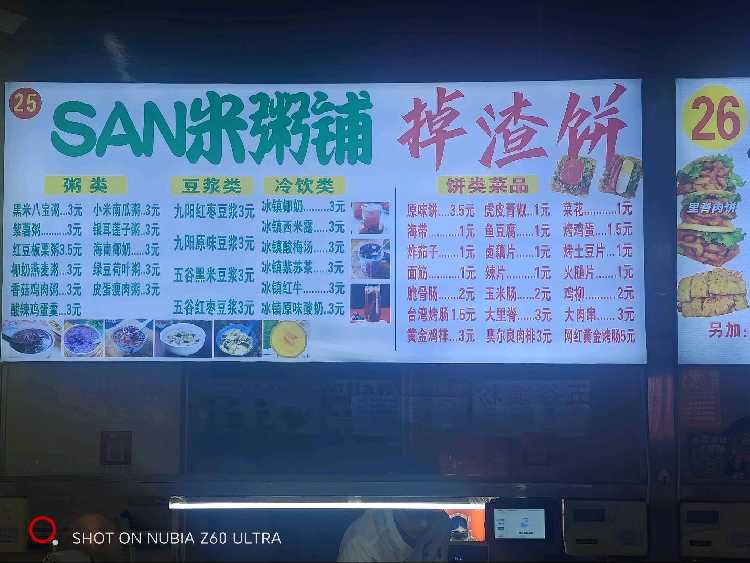 25
SAN米粥铺
掉渣饼
粥类
黑米八宝粥...3元 小米南瓜粥..3元
紫薯粥.........3元 银耳莲子粥..3元
红豆板栗粥3.5元 海南椰奶.....3元
椰奶燕麦粥...3元 绿豆荷叶粥..3元
香菇鸡肉粥...3元 皮蛋瘦肉粥..3元
酸辣鸡蛋羹...3元
豆浆类
九阳红枣豆浆3元
九阳原味豆浆3元
五谷黑米豆浆3元
五谷红枣豆浆3元
冷饮类
冰镇椰奶.........3元
冰镇西米露.....3元
冰镇酸梅汤.....3元
冰镇紫苏茶.....3元
冰镇红牛.........3元
冰镇原味酸奶.3元
饼类菜品
原味饼....3.5元 虎皮青椒..1元 菜花...........1元
海带.........1元 鱼豆腐.....1元 烤鸡蛋...1.5元
炸茄子.....1元 卤藕片.....1元 烤土豆片...1元
面筋.........1元 辣片.........1元 火腿片......1元
脆骨肠.....2元 玉米肠.....2元 鸡柳..........2元
台湾烤肠1.5元 大里脊.....3元 大肉串......3元
黄金鸡排...3元 奥尔良肉排3元 网红黄金烤肠5元
26
里脊肉饼
另加:
SHOT ON NUBIA Z60 ULTRA